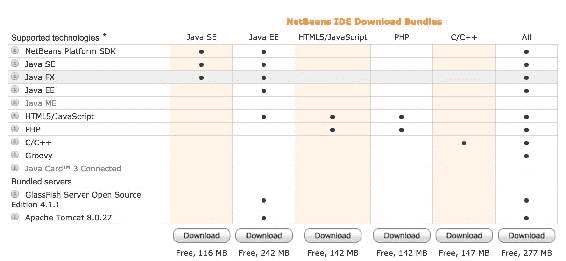 NetBeans IDE Download Bundles
Supported technologies * Java SE Java EE HTML5/JavaScript PHP C/C++ All
NetBeans Platform SDK • • •
Java SE • • •
Java FX • • •
Java EE • •
Java ME
HTML5/JavaScript • • • •
PHP • • •
C/C++ • •
Groovy •
Java Card™ 3 Connected
Bundled servers
GlassFish Server Open Source
Edition 4.1.1 • •
Apache Tomcat 8.0.27 • •
Download Download Download Download Download Download
Free, 116 MB Free, 242 MB Free, 142 MB Free, 142 MB Free, 147 MB Free, 277 MB